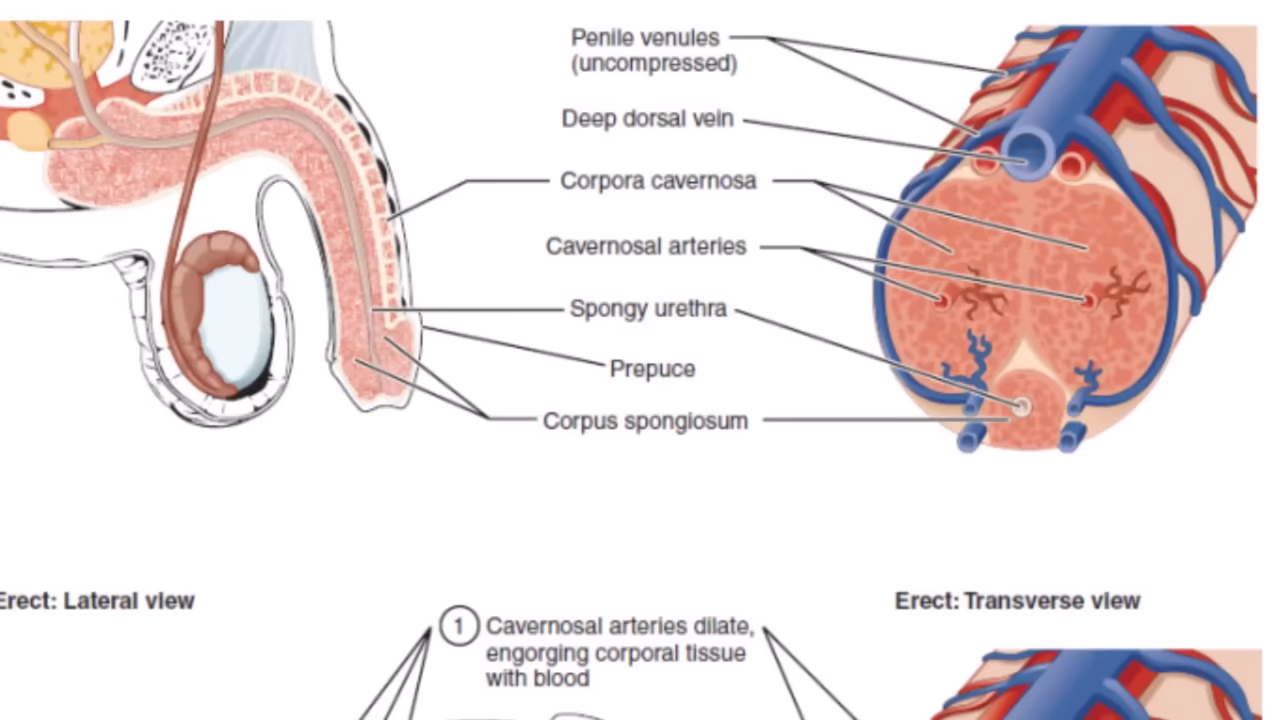 Penile venules
(uncompressed)
Deep dorsal vein
Corpora cavernosa
Cavernosal arteries
Spongy urethra
Prepuce
Corpus spongiosum
Erect: Lateral view
Erect: Transverse view
1 Cavernosal arteries dilate,
engorging corporal tissue
with blood